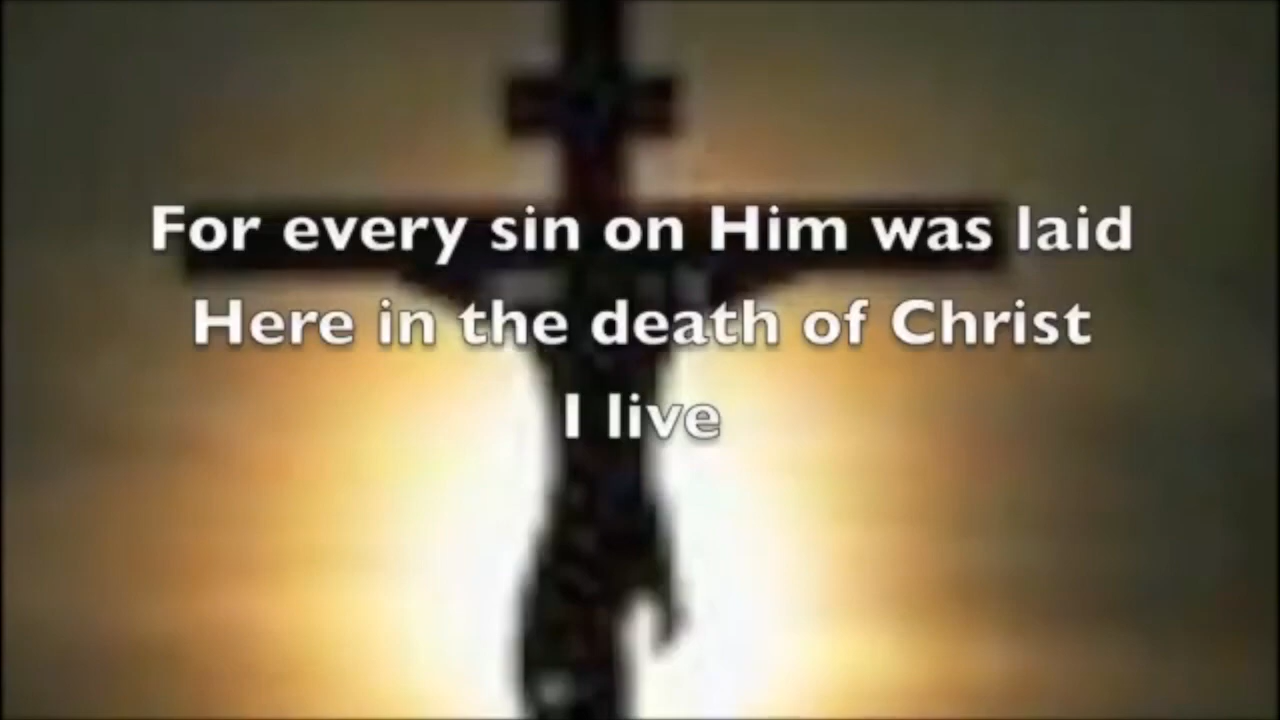 For every sin on Him was laid
Here in the death of Christ
I live